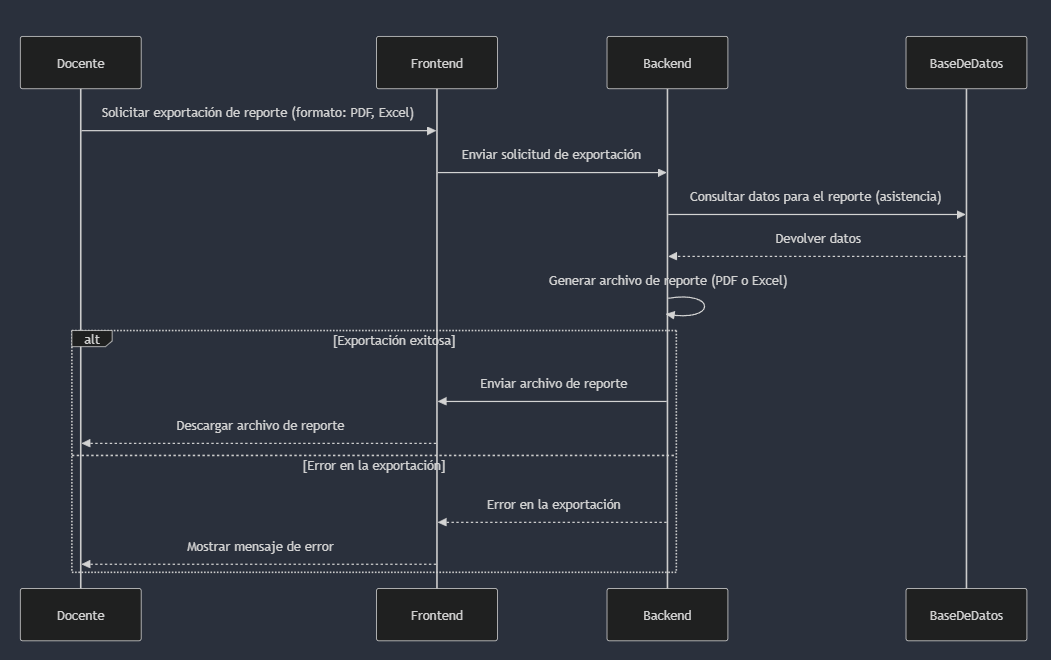 Docente
Frontend
Backend
BaseDeDatos
Solicitar exportación de reporte (formato: PDF, Excel)
Enviar solicitud de exportación
Consultar datos para el reporte (asistencia)
Devolver datos
Generar archivo de reporte (PDF o Excel)
alt
[Exportación exitosa]
Enviar archivo de reporte
Descargar archivo de reporte
[Error en la exportación]
Error en la exportación
Mostrar mensaje de error
Docente
Frontend
Backend
BaseDeDatos